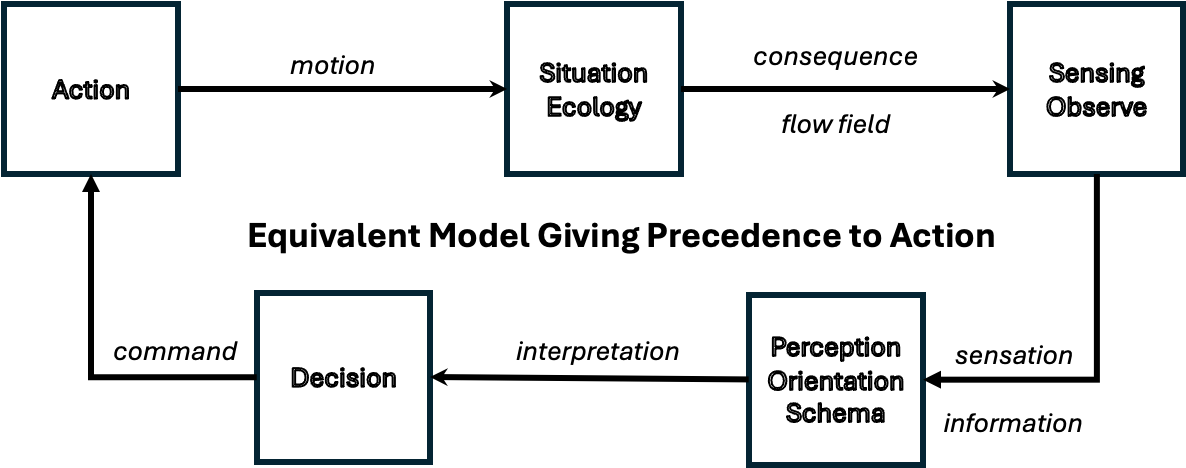 Action
motion
Situation
Ecology
consequence
flow field
Sensing
Observe
Equivalent Model Giving Precedence to Action
command
Decision
interpretation
Perception
Orientation
Schema
sensation
information